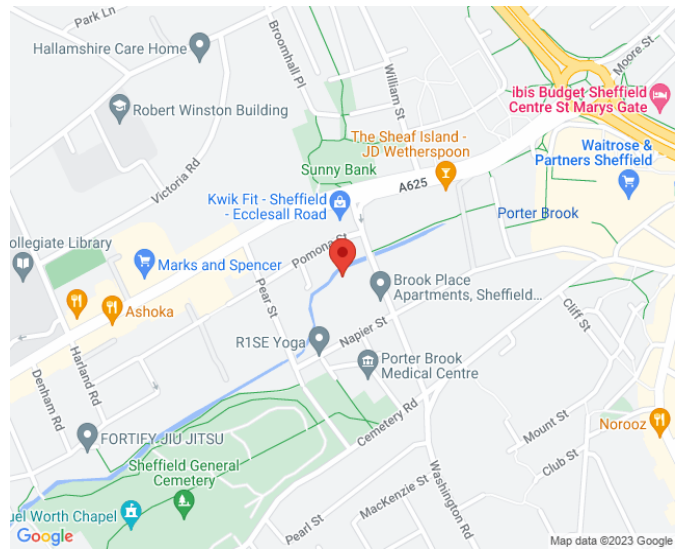 Park Ln
Hallamshire Care Home
Broomhall Pl
Moore St
William St
ibis Budget Sheffield
Centre St Marys Gate
Robert Winston Building
The Sheaf Island -
JD Wetherspoon
Waitrose &
Partners Sheffield
Sunny Bank
Victoria Rd
A625
Kwik Fit - Sheffield
- Ecclesall Road
Porter Brook
ollegiate Library
Marks and Spencer
Pomona St
Brook Place
Apartments, Sheffield...
Pear St
Ashoka
Cliff St
R1SE Yoga
Napier St
Harland Rd
Porter Brook
Medical Centre
Denham Rd
Cemetery Rd
Mount St
Norooz
FORTIFY JIU JITSU
Club St
Sheffield General
Cemetery
Washington Rd
MacKenzie St
uel Worth Chapel
Pearl St
Google
Map data ©2023 Google